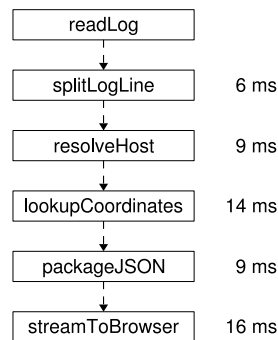 readLog
splitLogLine 6 ms
resolveHost 9 ms
lookupCoordinates 14 ms
packageJSON 9 ms
streamToBrowser 16 ms